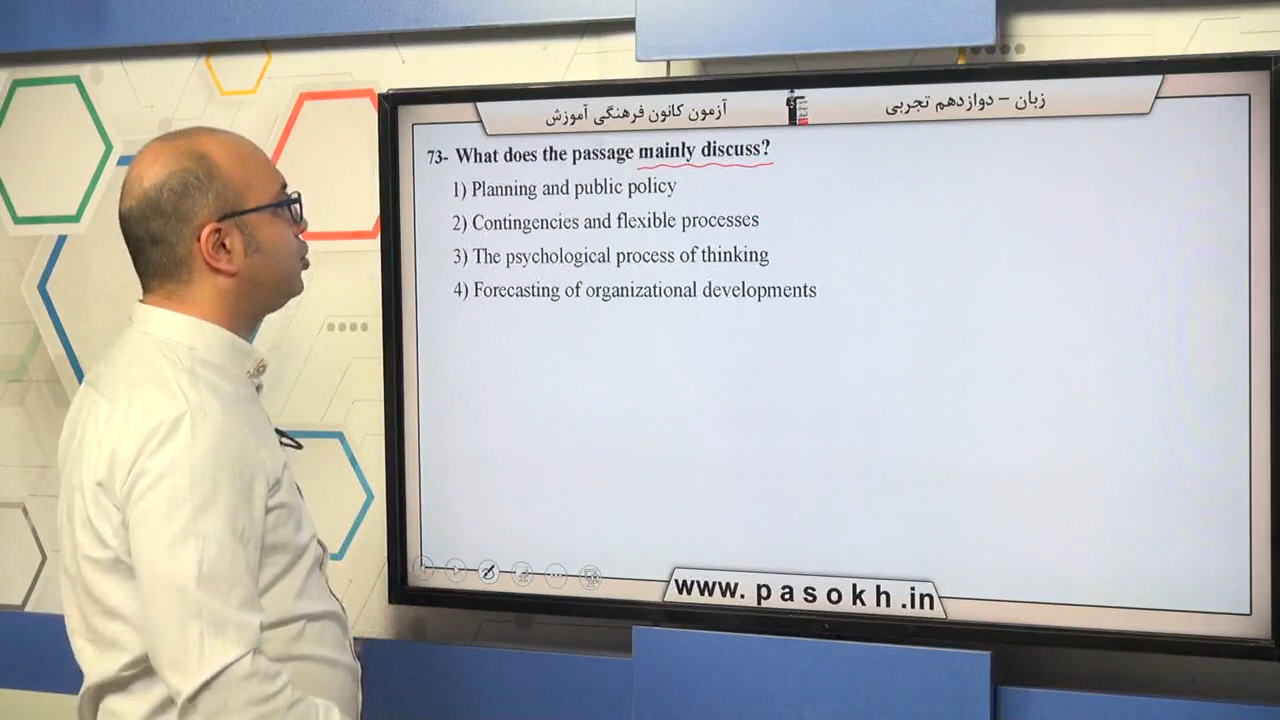 زبان – دوازدهم تجربی
آزمون کانون فرهنگی آموزش
73- What does the passage mainly discuss?
1) Planning and public policy
2) Contingencies and flexible processes
3) The psychological process of thinking
4) Forecasting of organizational developments
www. pasokh .in